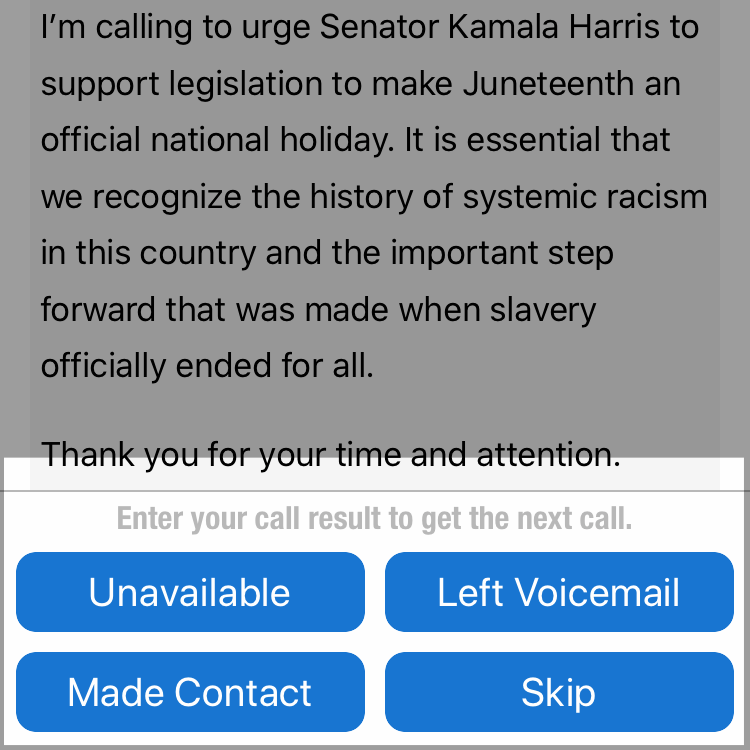 I’m calling to urge Senator Kamala Harris to
support legislation to make Juneteenth an
official national holiday. It is essential that
we recognize the history of systemic racism
in this country and the important step
forward that was made when slavery
officially ended for all.
Thank you for your time and attention.
Enter your call result to get the next call.
Unavailable
Left Voicemail
Made Contact
Skip